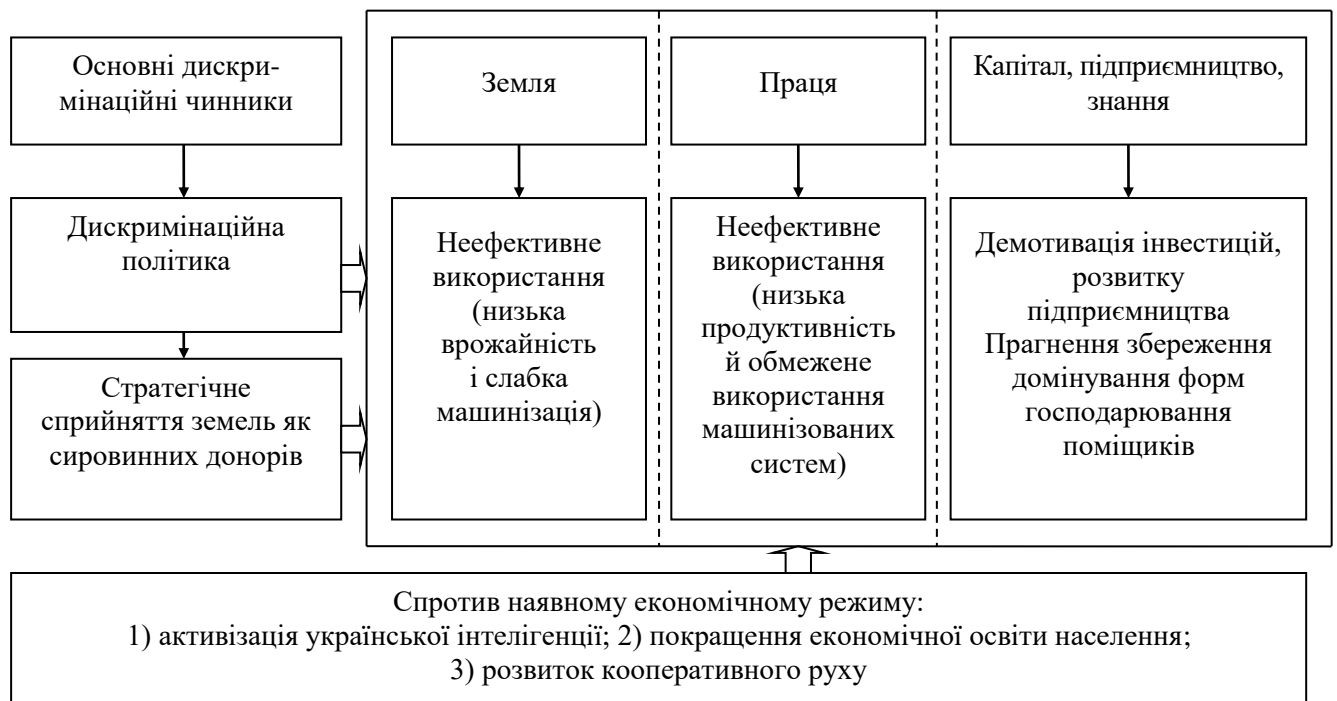 Основні дискри-
мінаційні чинники
Земля
Праця
Капітал, підприємництво,
знання
Дискримінаційна
політика
Неефективне
використання
(низька
врожайність
і слабка
машинізація)
Неефективне
використання
(низька
продуктивність
й обмежене
використання
машинізованих
систем)
Демотивація інвестицій,
розвитку
підприємництва
Прагнення збереження
домінування форм
господарювання
поміщиків
Стратегічне
сприйняття земель як
сировинних донорів
Спротив наявному економічному режиму:
1) активізація української інтелігенції; 2) покращення економічної освіти населення;
3) розвиток кооперативного руху